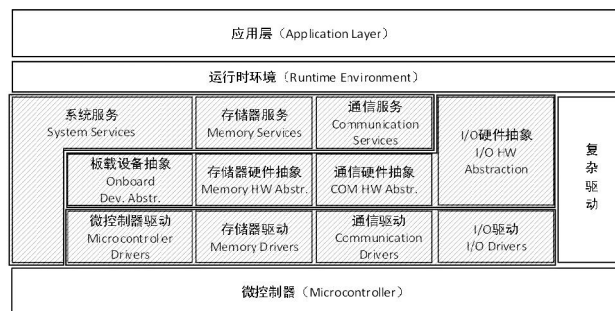 应用层（Application Layer）
运行时环境（Runtime Environment）
系统服务
System Services
存储器服务
Memory Services
通信服务
Communication
Services
I/O硬件抽象
I/O HW
Abstraction
复
杂
驱
动
板载设备抽象
Onboard
Dev. Abstr.
存储器硬件抽象
Memory HW Abstr.
通信硬件抽象
COM HW Abstr.
微控制器驱动
Microcontroller
Drivers
存储器驱动
Memory Drivers
通信驱动
Communication
Drivers
I/O驱动
I/O Drivers
微控制器（Microcontroller）